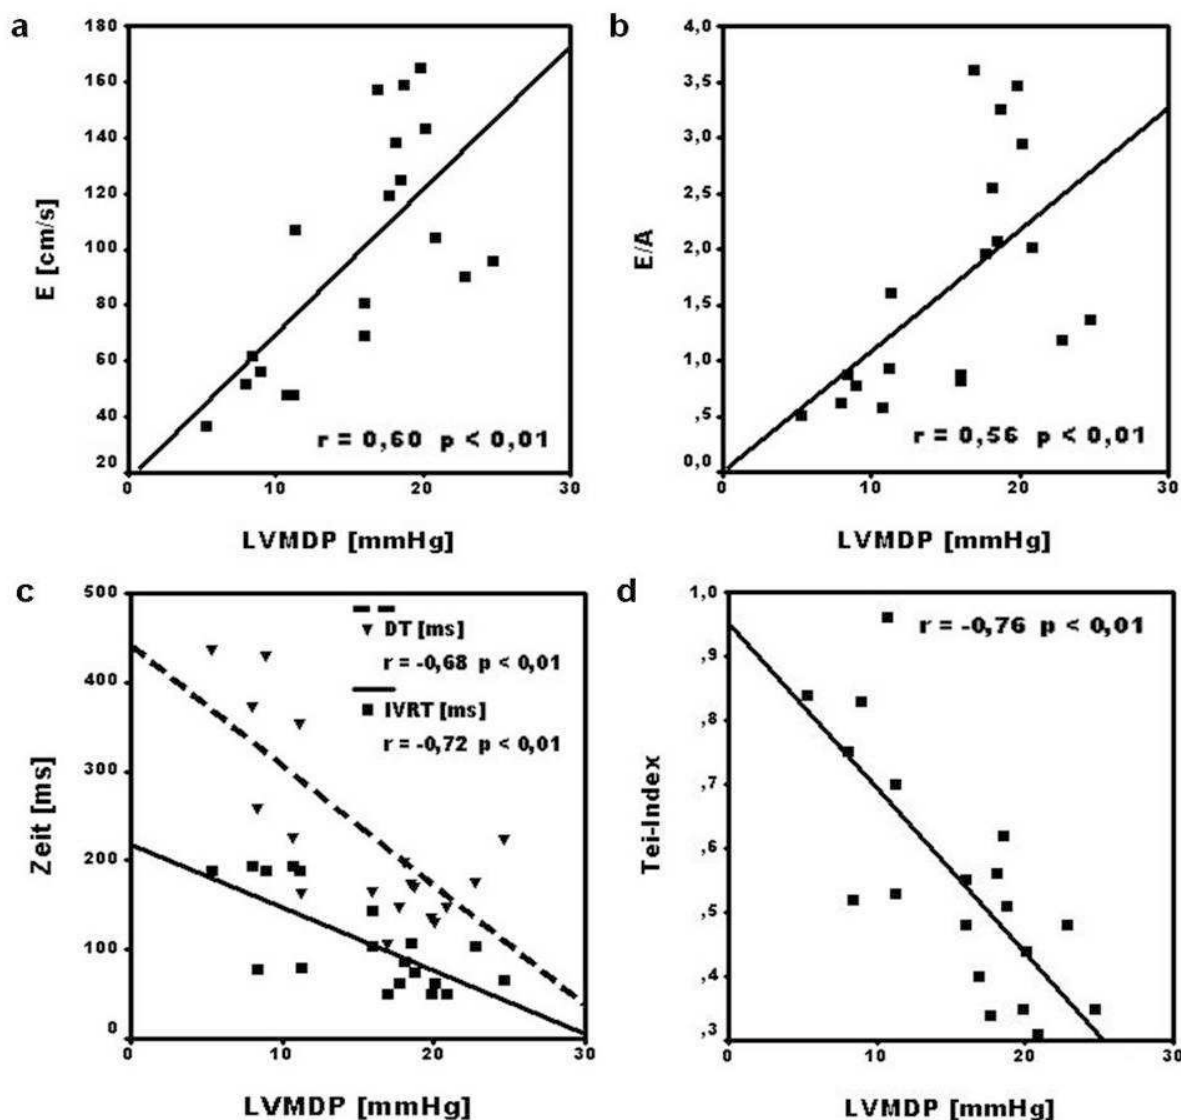 a
180
160
140
120
100
80
60
40
20
E [cm/s]
r = 0,60 p < 0,01
0
10
20
30
LVMDP [mmHg]
b
4,0
3,5
3,0
2,5
2,0
1,5
1,0
,5
0,0
E/A
r = 0,56 p < 0,01
0
10
20
30
LVMDP [mmHg]
c
500
400
300
200
100
0
Zeit [ms]
DT [ms]
r = -0,68 p < 0,01
IVRT [ms]
r = -0,72 p < 0,01
0
10
20
30
LVMDP [mmHg]
d
1,0
,9
,8
,7
,6
,5
,4
,3
Tei-Index
r = -0,76 p < 0,01
0
10
20
30
LVMDP [mmHg]